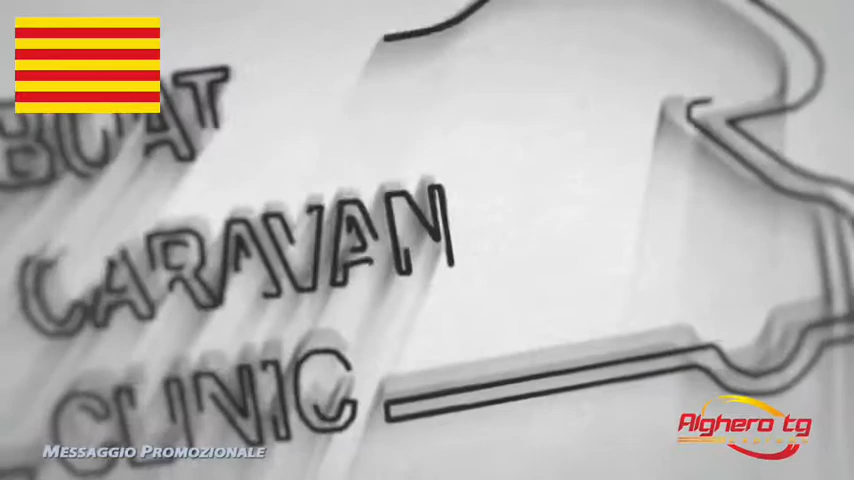 BOAT
CARAVAN
CLINIC
Messaggio Promozionale
Alghero tg